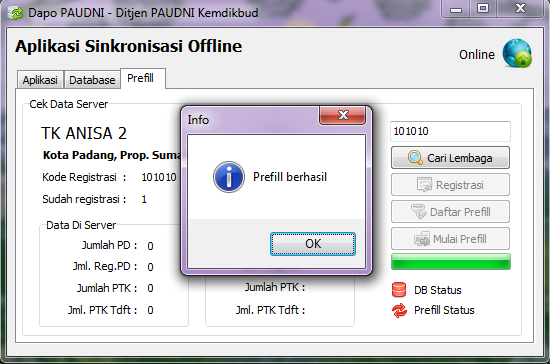 Dapo PAUDNI - Ditjen PAUDNI Kemdikbud
Aplikasi Sinkronisasi Offline
Online
Aplikasi
Database
Prefill
Cek Data Server
TK ANISA 2
Kota Padang, Prop. Suma
Kode Registrasi : 101010
Sudah registrasi : 1
Data Di Server
Jumlah PD : 0
Jml. Reg.PD : 0
Jumlah PTK : 0
Jml. PTK Tdft : 0
Jumlah PTK :
Jml. PTK Tdft :
Info
Prefill berhasil
OK
101010
Cari Lembaga
Registrasi
Daftar Prefill
Mulai Prefill
DB Status
Prefill Status